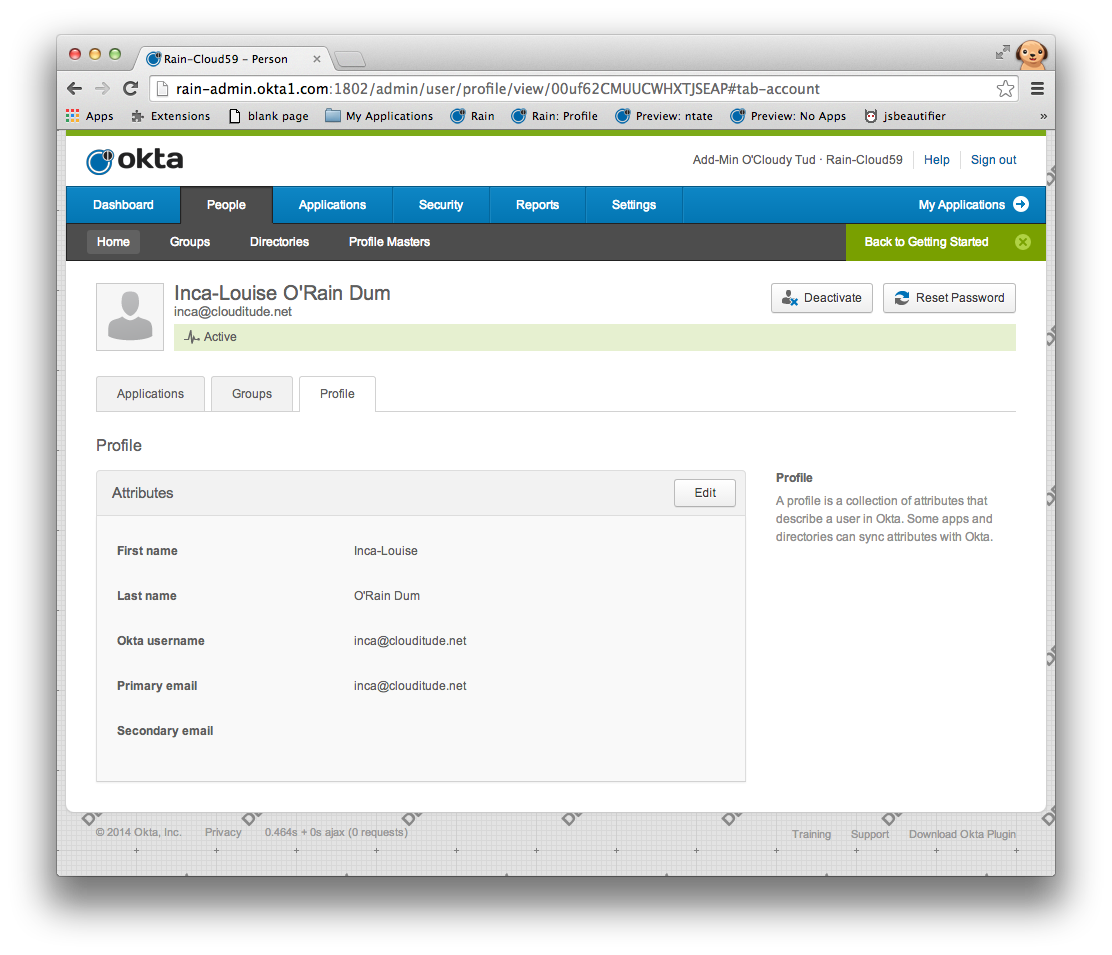 Rain-Cloud59 – Person
rain-admin.okta1.com:1802/admin/user/profile/view/00uf62CMUUCWHXTJSEAP#tab-account
Apps Extensions blank page My Applications Rain Rain: Profile Preview: ntate Preview: No Apps jsbeautifier »
okta
Add-Min O'Cloudy Tud · Rain-Cloud59 Help Sign out
Dashboard People Applications Security Reports Settings My Applications
Home Groups Directories Profile Masters Back to Getting Started
Inca-Louise O'Rain Dum
inca@clouditude.net
Deactivate Reset Password
Active
Applications Groups Profile
Profile
Attributes Edit
First name Inca-Louise
Last name O'Rain Dum
Okta username inca@clouditude.net
Primary email inca@clouditude.net
Secondary email
Profile
A profile is a collection of attributes that
describe a user in Okta. Some apps and
directories can sync attributes with Okta.
© 2014 Okta, Inc. Privacy 0.464s + 0s ajax (0 requests)
Training Support Download Okta Plugin